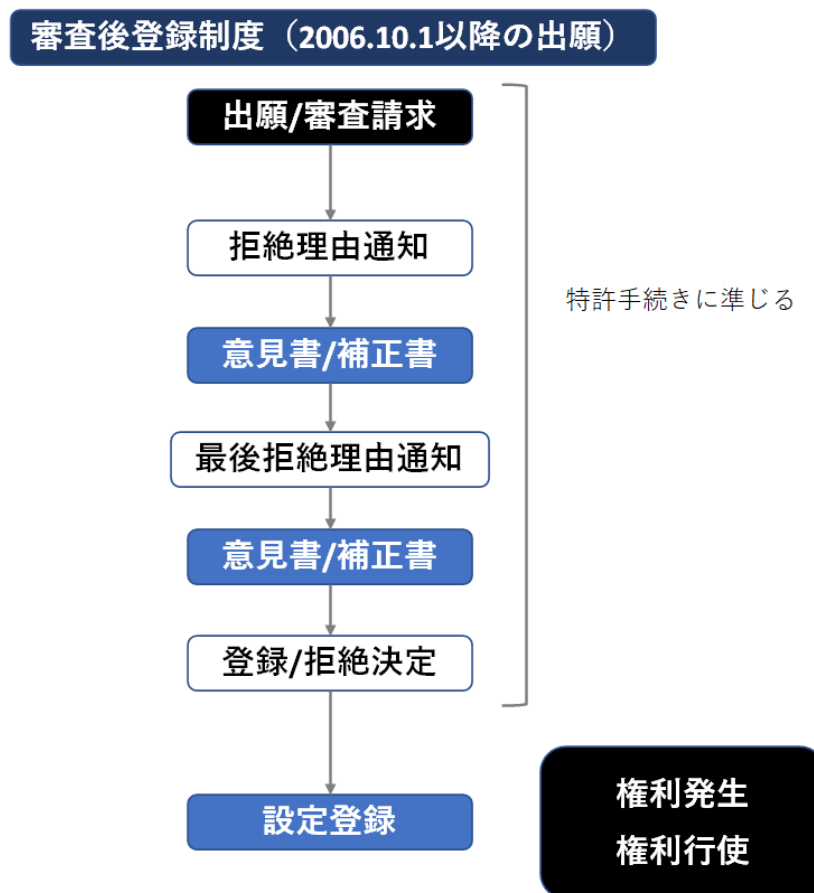 審査後登録制度（2006.10.1以降の出願）
出願/審査請求
拒絶理由通知
特許手続きに準じる
意見書/補正書
最後拒絶理由通知
意見書/補正書
登録/拒絶決定
設定登録
権利発生
権利行使